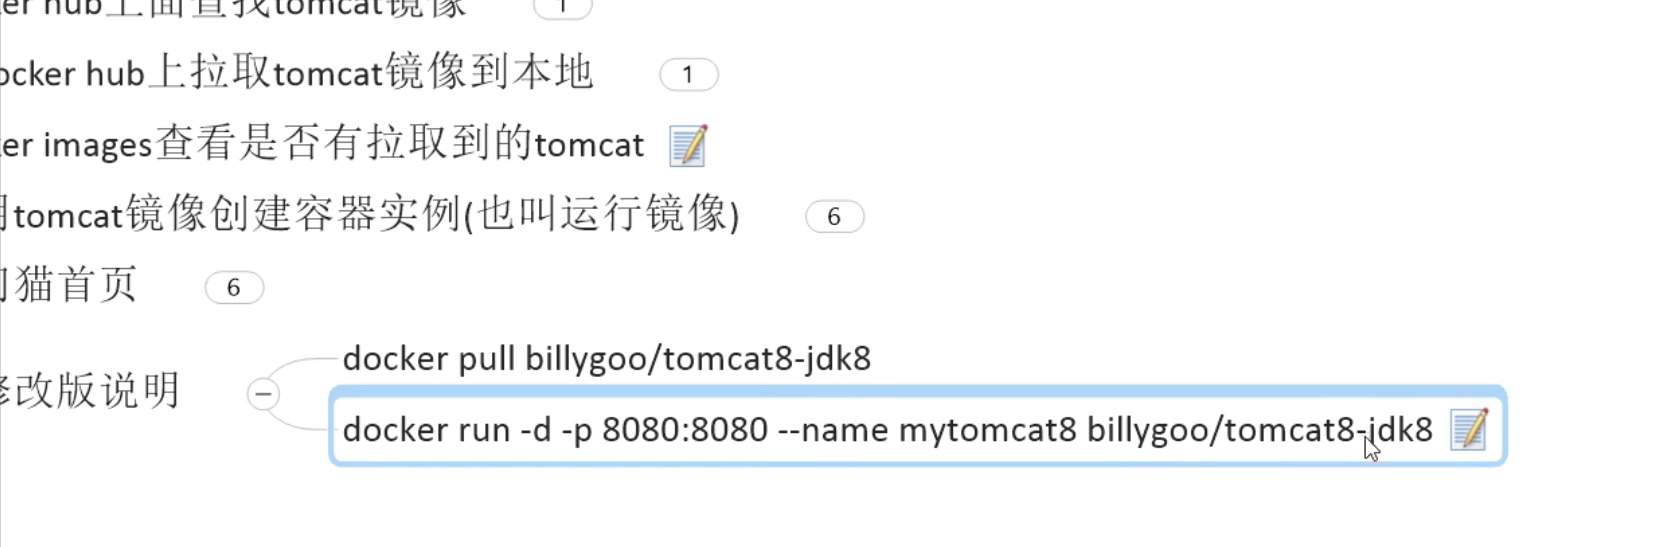 er hub上面查找tomcat镜像 1
ocker hub上拉取tomcat镜像到本地 1
er images查看是否有拉取到的tomcat
tomcat镜像创建容器实例(也叫运行镜像) 6
猫首页 6
docker pull billygoo/tomcat8-jdk8
修改版说明
docker run -d -p 8080:8080 --name mytomcat8 billygoo/tomcat8-jdk8